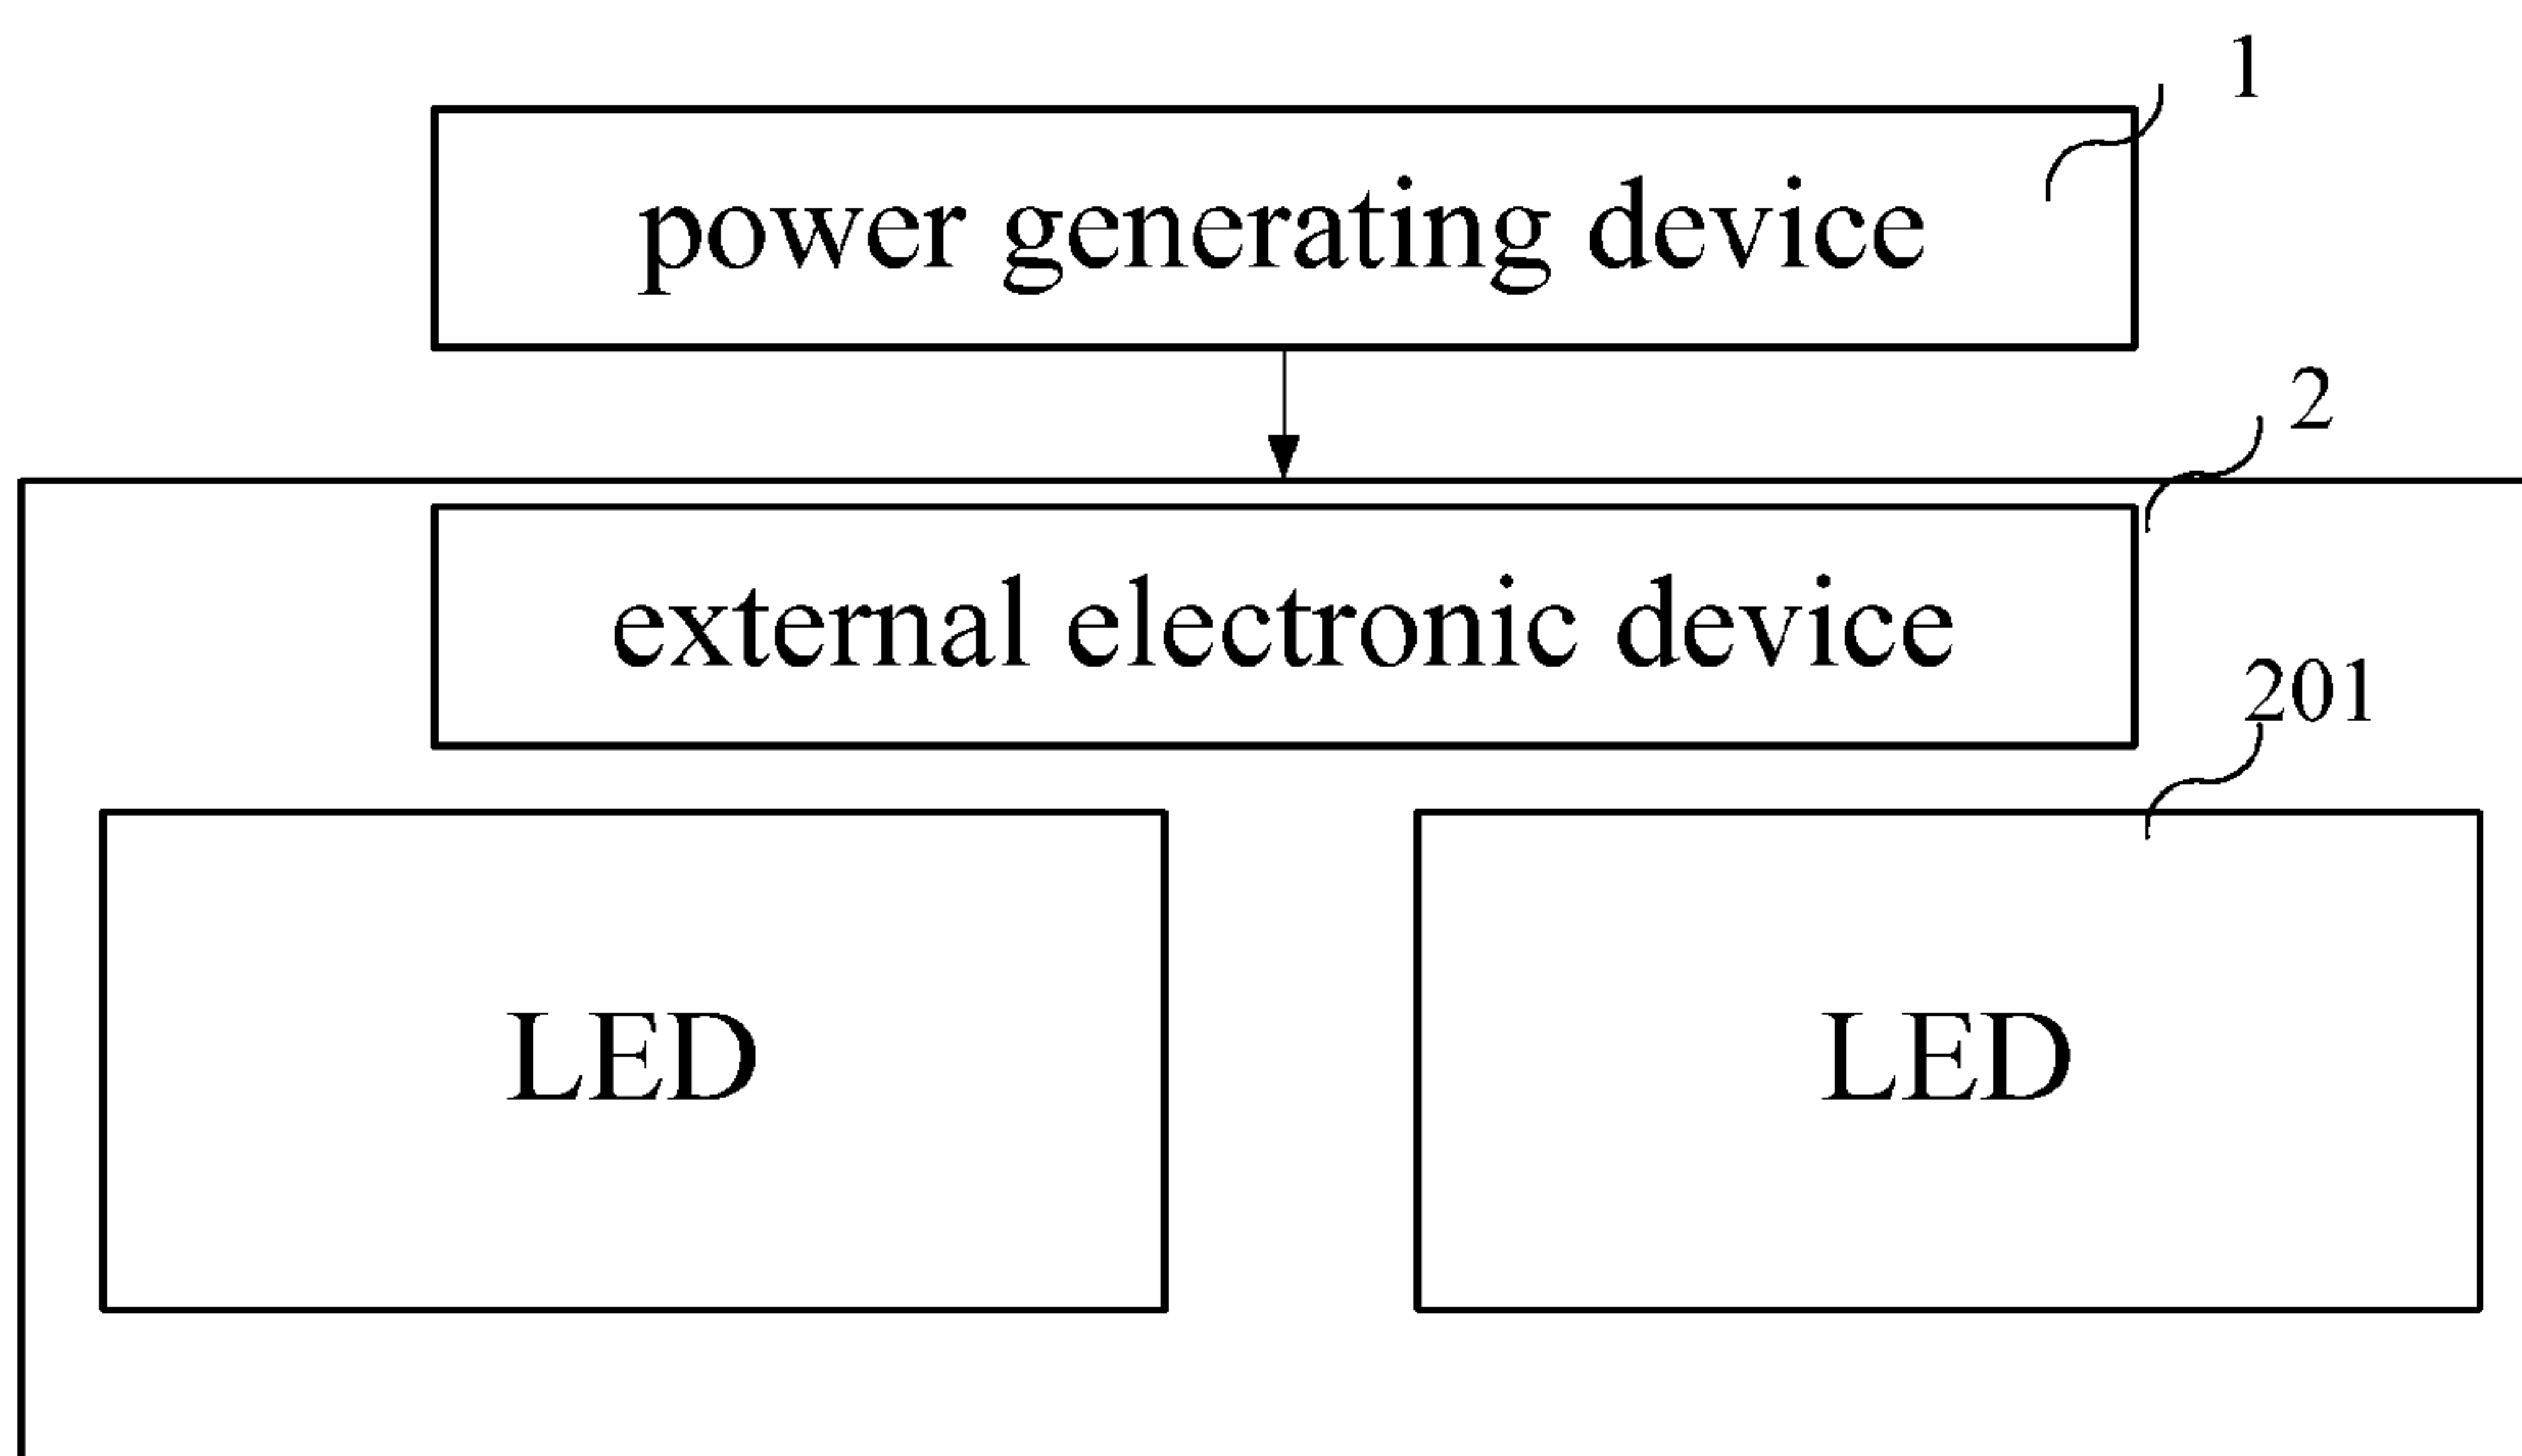 1
power generating device
2
external electronic device
201
LED LED